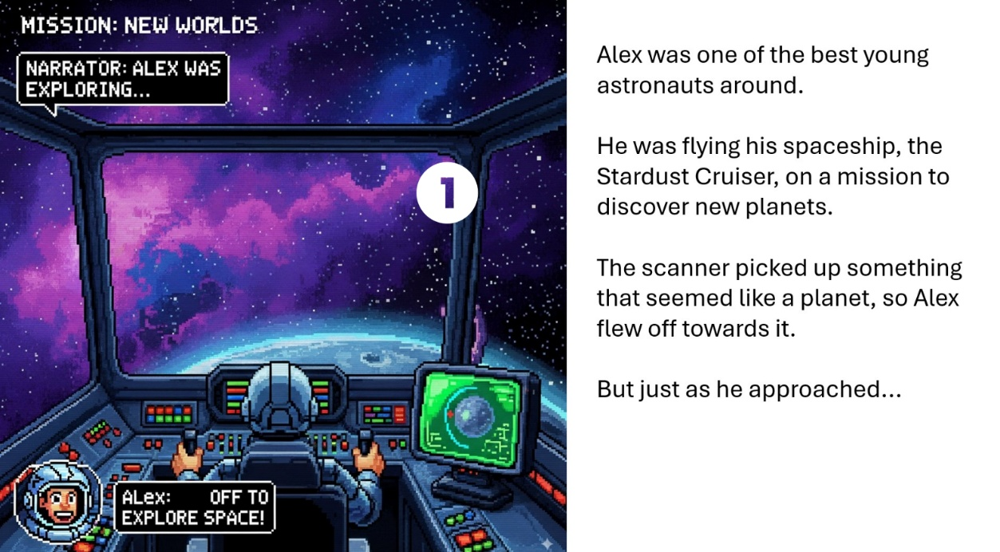 MISSION: NEW WORLDS
NARRATOR: ALEX WAS
EXPLORING...
1
ALex: OFF TO
EXPLORE SPACE!
Alex was one of the best young
astronauts around.
He was flying his spaceship, the
Stardust Cruiser, on a mission to
discover new planets.
The scanner picked up something
that seemed like a planet, so Alex
flew off towards it.
But just as he approached...